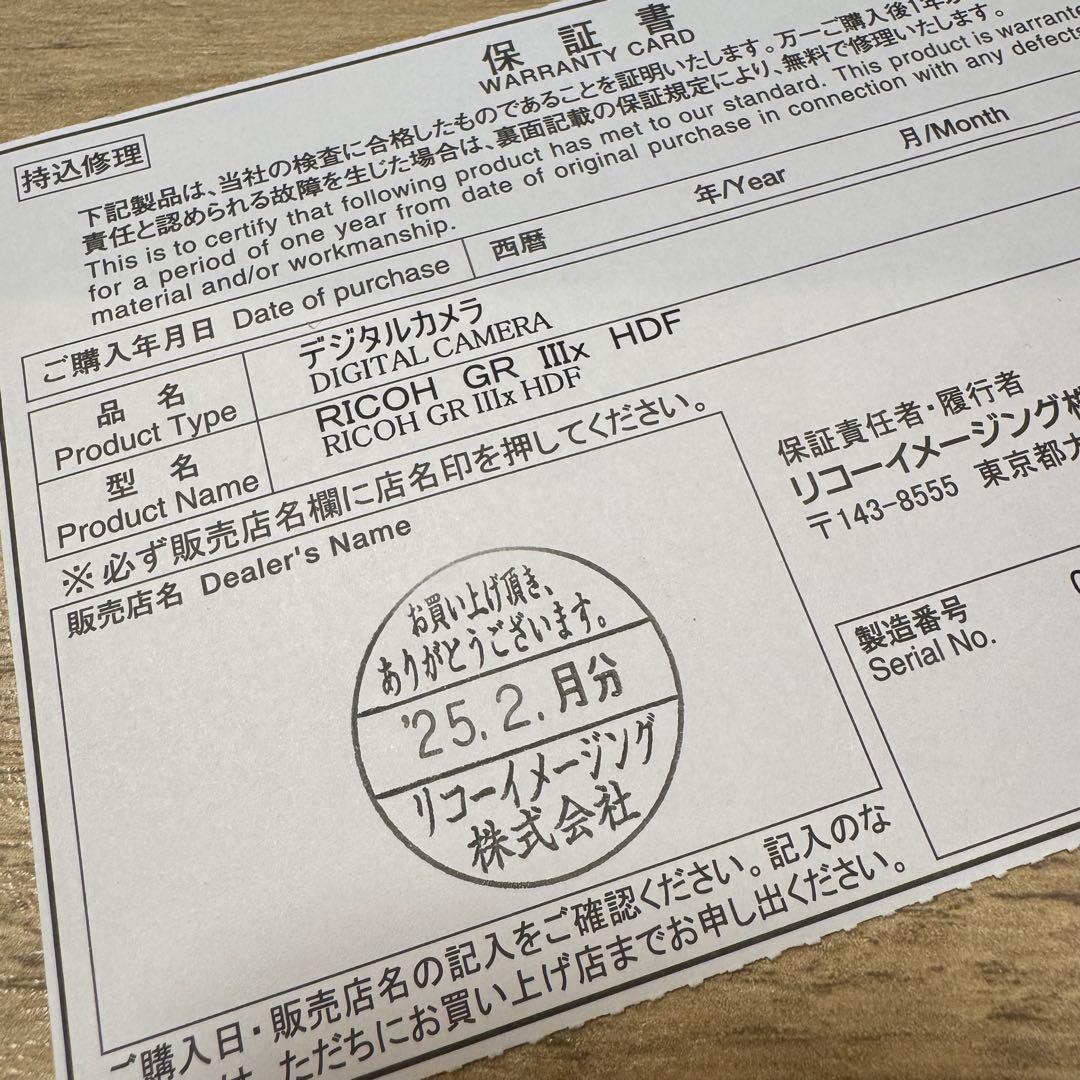 保証書
WARRANTY CARD
持込修理
下記製品は、当社の検査に合格したものであることを証明いたします。万一ご購入後1年
責任と認められる故障を生じた場合は、裏面記載の保証規定により、無料で修理いたします。
This is to certify that following product has met to our standard. This product is
for a period of one year from date of original purchase in connection with any defects
material and/or workmanship.
ご購入年月日 Date of purchase 西暦 年/Year 月/Month
品名 デジタルカメラ
Product Type DIGITAL CAMERA
型名 RICOH GR IIIx HDF
Product Name RICOH GR IIIx HDF
※必ず販売店名欄に店名印を押してください。
販売店名 Dealer's Name
お買い上げ頂き、
ありがとうございます。
'25.2.月分
リコーイメージング
株式会社
保証責任者・履行者
リコーイメージング
〒143-8555 東京都
製造番号
Serial No.
ご購入日・販売店名の記入をご確認ください。記入のな
は、ただちにお買い上げ店までお申し出ください。